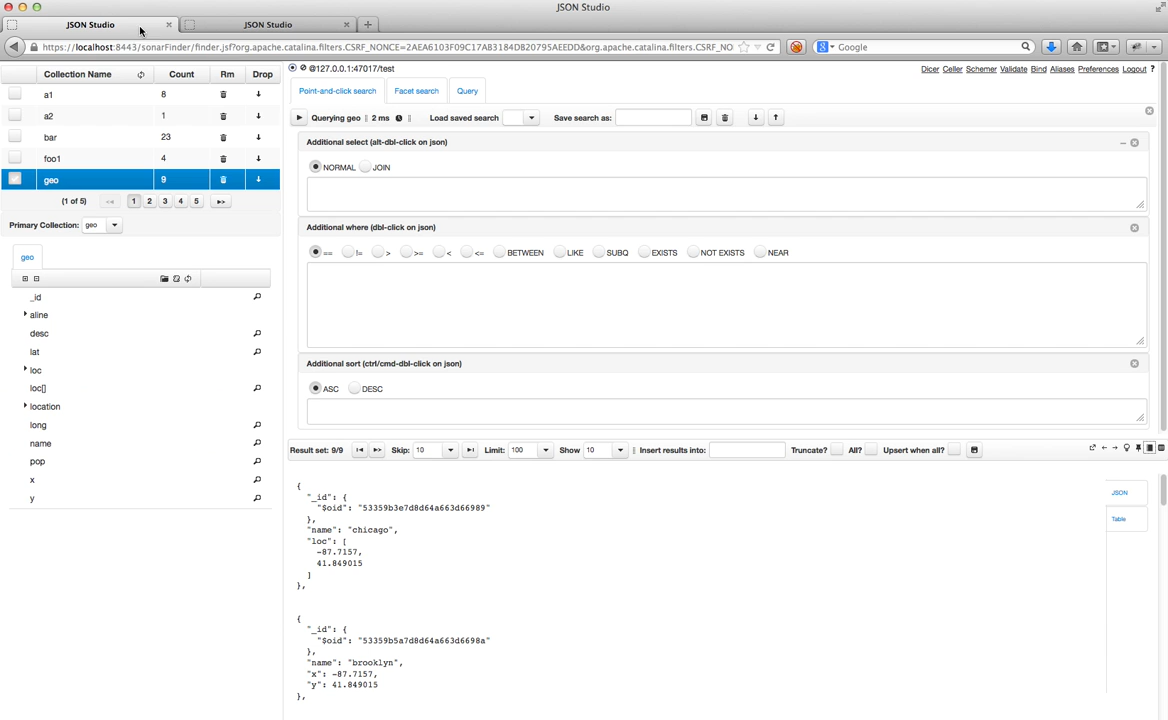 JSON Studio
JSON Studio
JSON Studio
https://localhost:8443/sonarFinder/finder.jsf?org.apache.catalina.filters.CSRF_NONCE=2AEA6103F09C17AB3184DB20795AEEDD&org.apache.catalina.filters.CSRF_NO
Google
Collection Name Count Rm Drop
a1 8
a2 1
bar 23
foo1 4
geo 9
(1 of 5) 1 2 3 4 5
Primary Collection: geo
geo
_id
aline
desc
lat
loc
loc[]
location
long
name
pop
x
y
@127.0.0.1:47017/test
Dicer Celler Schemer Validate Bind Aliases Preferences Logout ?
Point-and-click search Facet search Query
Querying geo 2 ms Load saved search Save search as:
Additional select (alt-dbl-click on json)
NORMAL JOIN
Additional where (dbl-click on json)
== != > >= < <= BETWEEN LIKE SUBQ EXISTS NOT EXISTS NEAR
Additional sort (ctrl/cmd-dbl-click on json)
ASC DESC
Result set: 9/9 Skip: 10 Limit: 100 Show 10 Insert results into: Truncate? All? Upsert when all?
JSON
Table
{
"_id": {
"$oid": "53359b3e7d8d64a663d66989"
},
"name": "chicago",
"loc": [
-87.7157,
41.849015
]
},
{
"_id": {
"$oid": "53359b5a7d8d64a663d6698a"
},
"name": "brooklyn",
"x": -87.7157,
"y": 41.849015
},